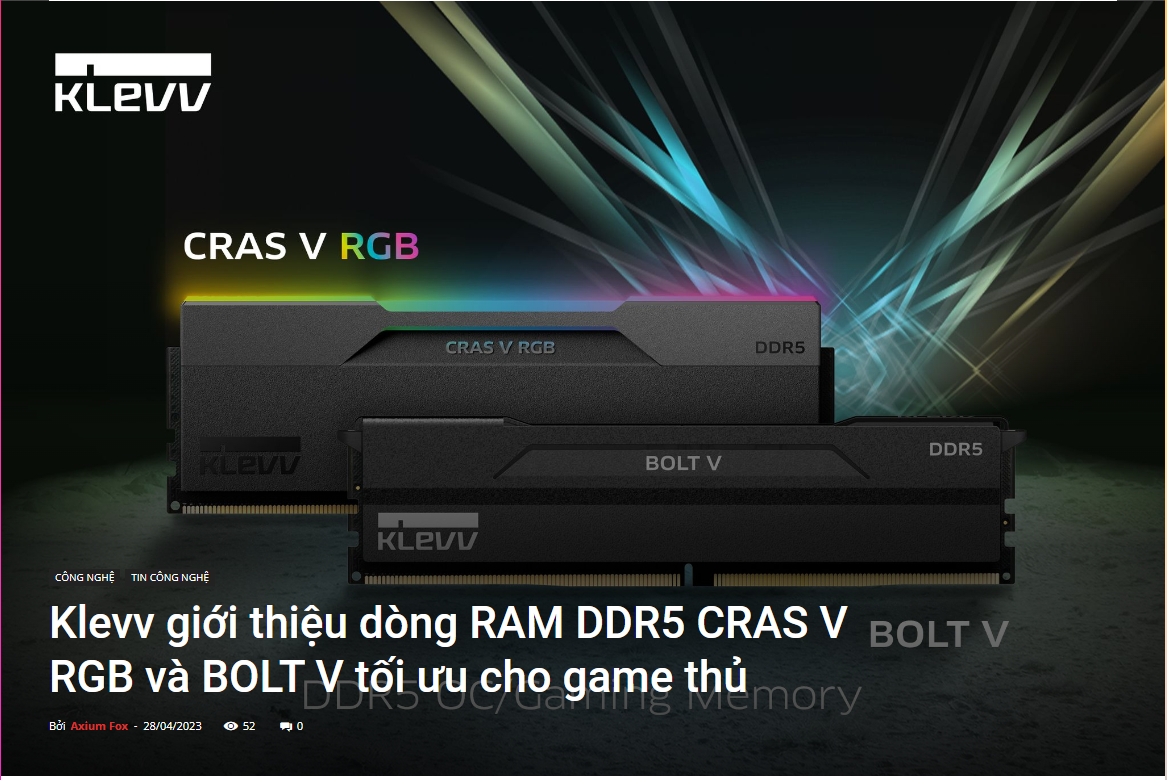 KLEVV
CRAS V RGB
CRAS V RGB
DDR5
KLEVV
BOLT V
DDR5
KLEVV
CÔNG NGHỆ TIN CÔNG NGHỆ
Klevv giới thiệu dòng RAM DDR5 CRAS V
BOLT V
RGB và BOLT V tối ưu cho game thủ
DDR5 OC/Gaming Memory
Bởi Axium Fox - 28/04/2023 52 0